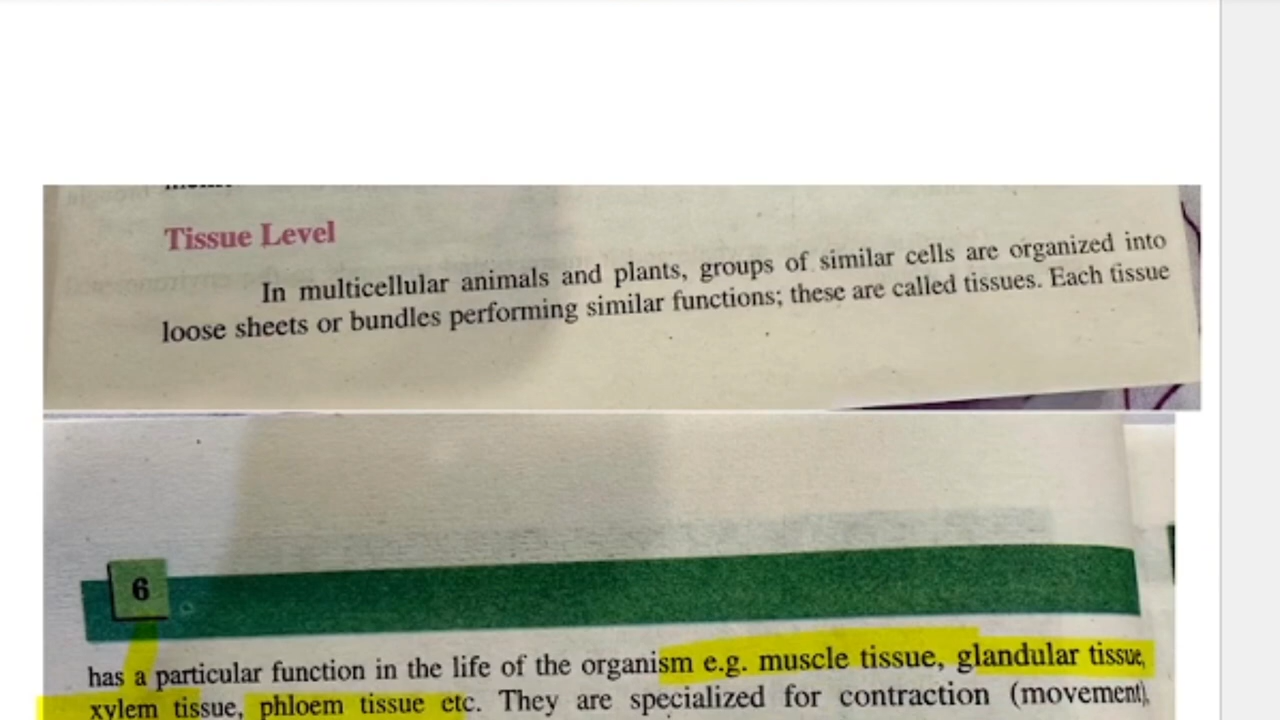 Tissue Level
In multicellular animals and plants, groups of similar cells are organized into
loose sheets or bundles performing similar functions; these are called tissues. Each tissue
6
has a particular function in the life of the organism e.g. muscle tissue, glandular tissue,
xylem tissue, phloem tissue etc. They are specialized for contraction (movement),